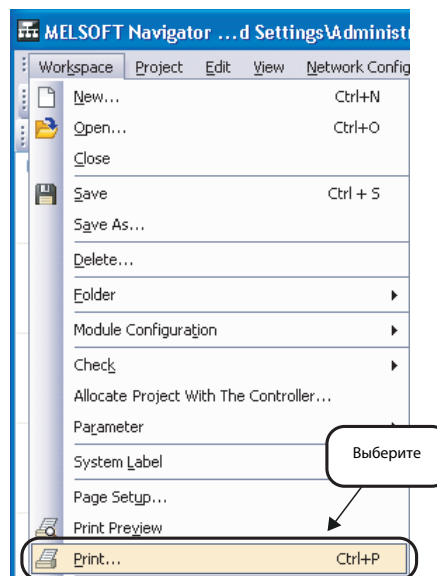 MELSOFT Navigator ...d Settings\Administr
Workspace Project Edit View Network Config
New... Ctrl+N
Open... Ctrl+O
Close
Save Ctrl + S
Save As...
Delete...
Folder
Module Configuration
Check
Allocate Project With The Controller...
Parameter
System Label
Выберите
Page Setup...
Print Preview
Print... Ctrl+P